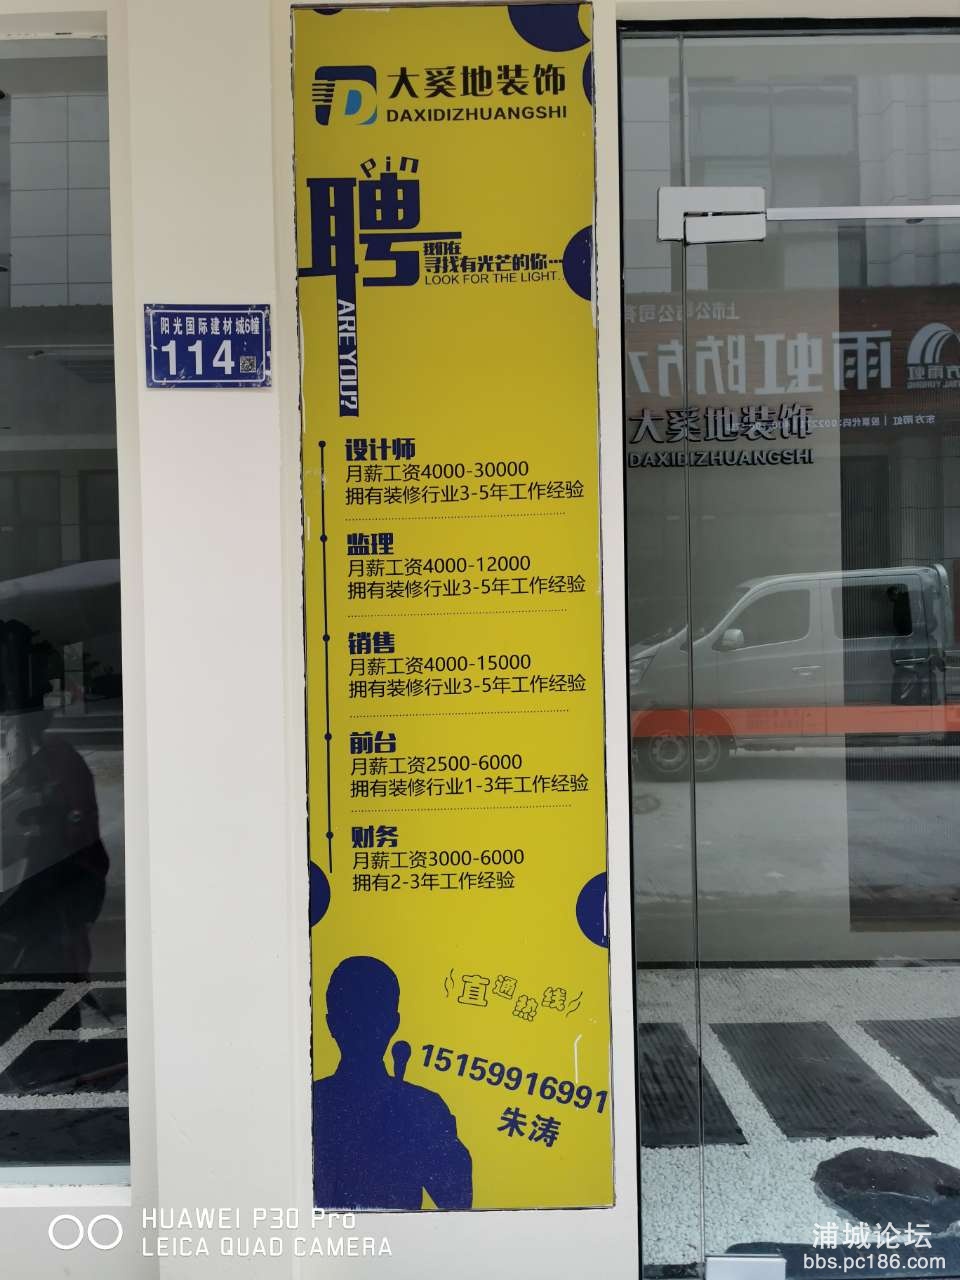 大奚地装饰
DAXIDIZHUANGSHI
Pin
聘
我们在
寻找有光芒的你···
LOOK FOR THE LIGHT...
ARE YOU?
阳光国际建材城6幢
114
设计师
月薪工资4000-30000
拥有装修行业3-5年工作经验
监理
月薪工资4000-12000
拥有装修行业3-5年工作经验
销售
月薪工资4000-15000
拥有装修行业3-5年工作经验
前台
月薪工资2500-6000
拥有装修行业1-3年工作经验
财务
月薪工资3000-6000
拥有2-3年工作经验
直通热线
15159916991
朱涛
雨虹防水
大奚地装饰
DAXIDIZHUANGSHI
HUAWEI P30 Pro
LEICA QUAD CAMERA
浦城论坛
bbs.pc186.com